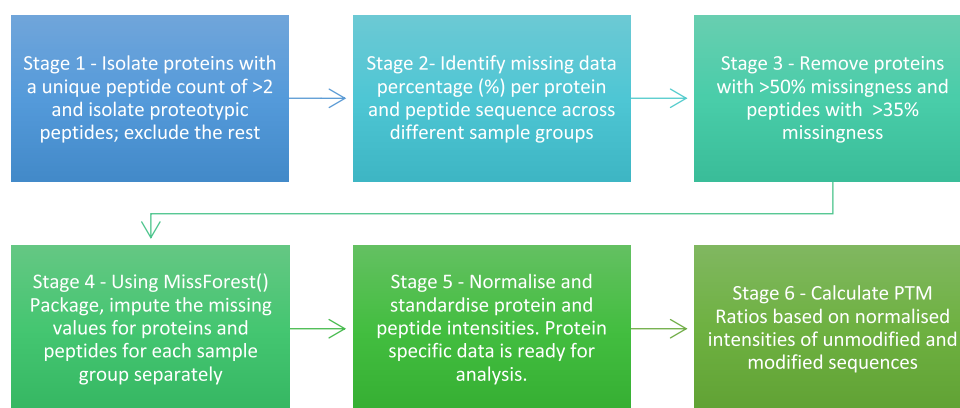 Stage 1 - Isolate proteins with
a unique peptide count of >2
and isolate proteotypic
peptides; exclude the rest
Stage 2- Identify missing data
percentage (%) per protein
and peptide sequence across
different sample groups
Stage 3 - Remove proteins
with >50% missingness and
peptides with >35%
missingness
Stage 4 - Using MissForest()
Package, impute the missing
values for proteins and
peptides for each sample
group separately
Stage 5 - Normalise and
standardise protein and
peptide intensities. Protein
specific data is ready for
analysis.
Stage 6 - Calculate PTM
Ratios based on normalised
intensities of unmodified and
modified sequences